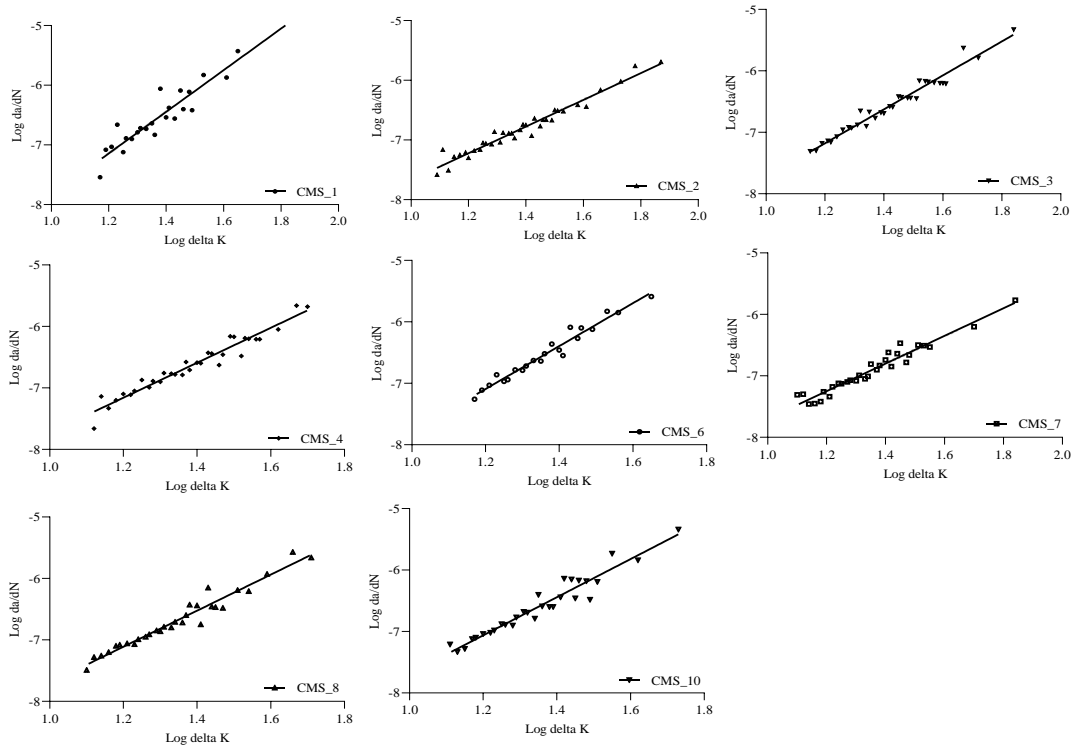 -5
-6
-7
-8
Log da/dN
1.0 1.2 1.4 1.6 1.8 2.0
Log delta K
CMS_1
-5
-6
-7
-8
Log da/dN
1.0 1.2 1.4 1.6 1.8 2.0
Log delta K
CMS_2
-5
-6
-7
-8
Log da/dN
1.0 1.2 1.4 1.6 1.8 2.0
Log delta K
CMS_3
-5
-6
-7
-8
Log da/dN
1.0 1.2 1.4 1.6 1.8
Log delta K
CMS_4
-5
-6
-7
-8
Log da/dN
1.0 1.2 1.4 1.6 1.8
Log delta K
CMS_6
-5
-6
-7
-8
Log da/dN
1.0 1.2 1.4 1.6 1.8 2.0
Log delta K
CMS_7
-5
-6
-7
-8
Log da/dN
1.0 1.2 1.4 1.6 1.8
Log delta K
CMS_8
-5
-6
-7
-8
Log da/dN
1.0 1.2 1.4 1.6 1.8
Log delta K
CMS_10